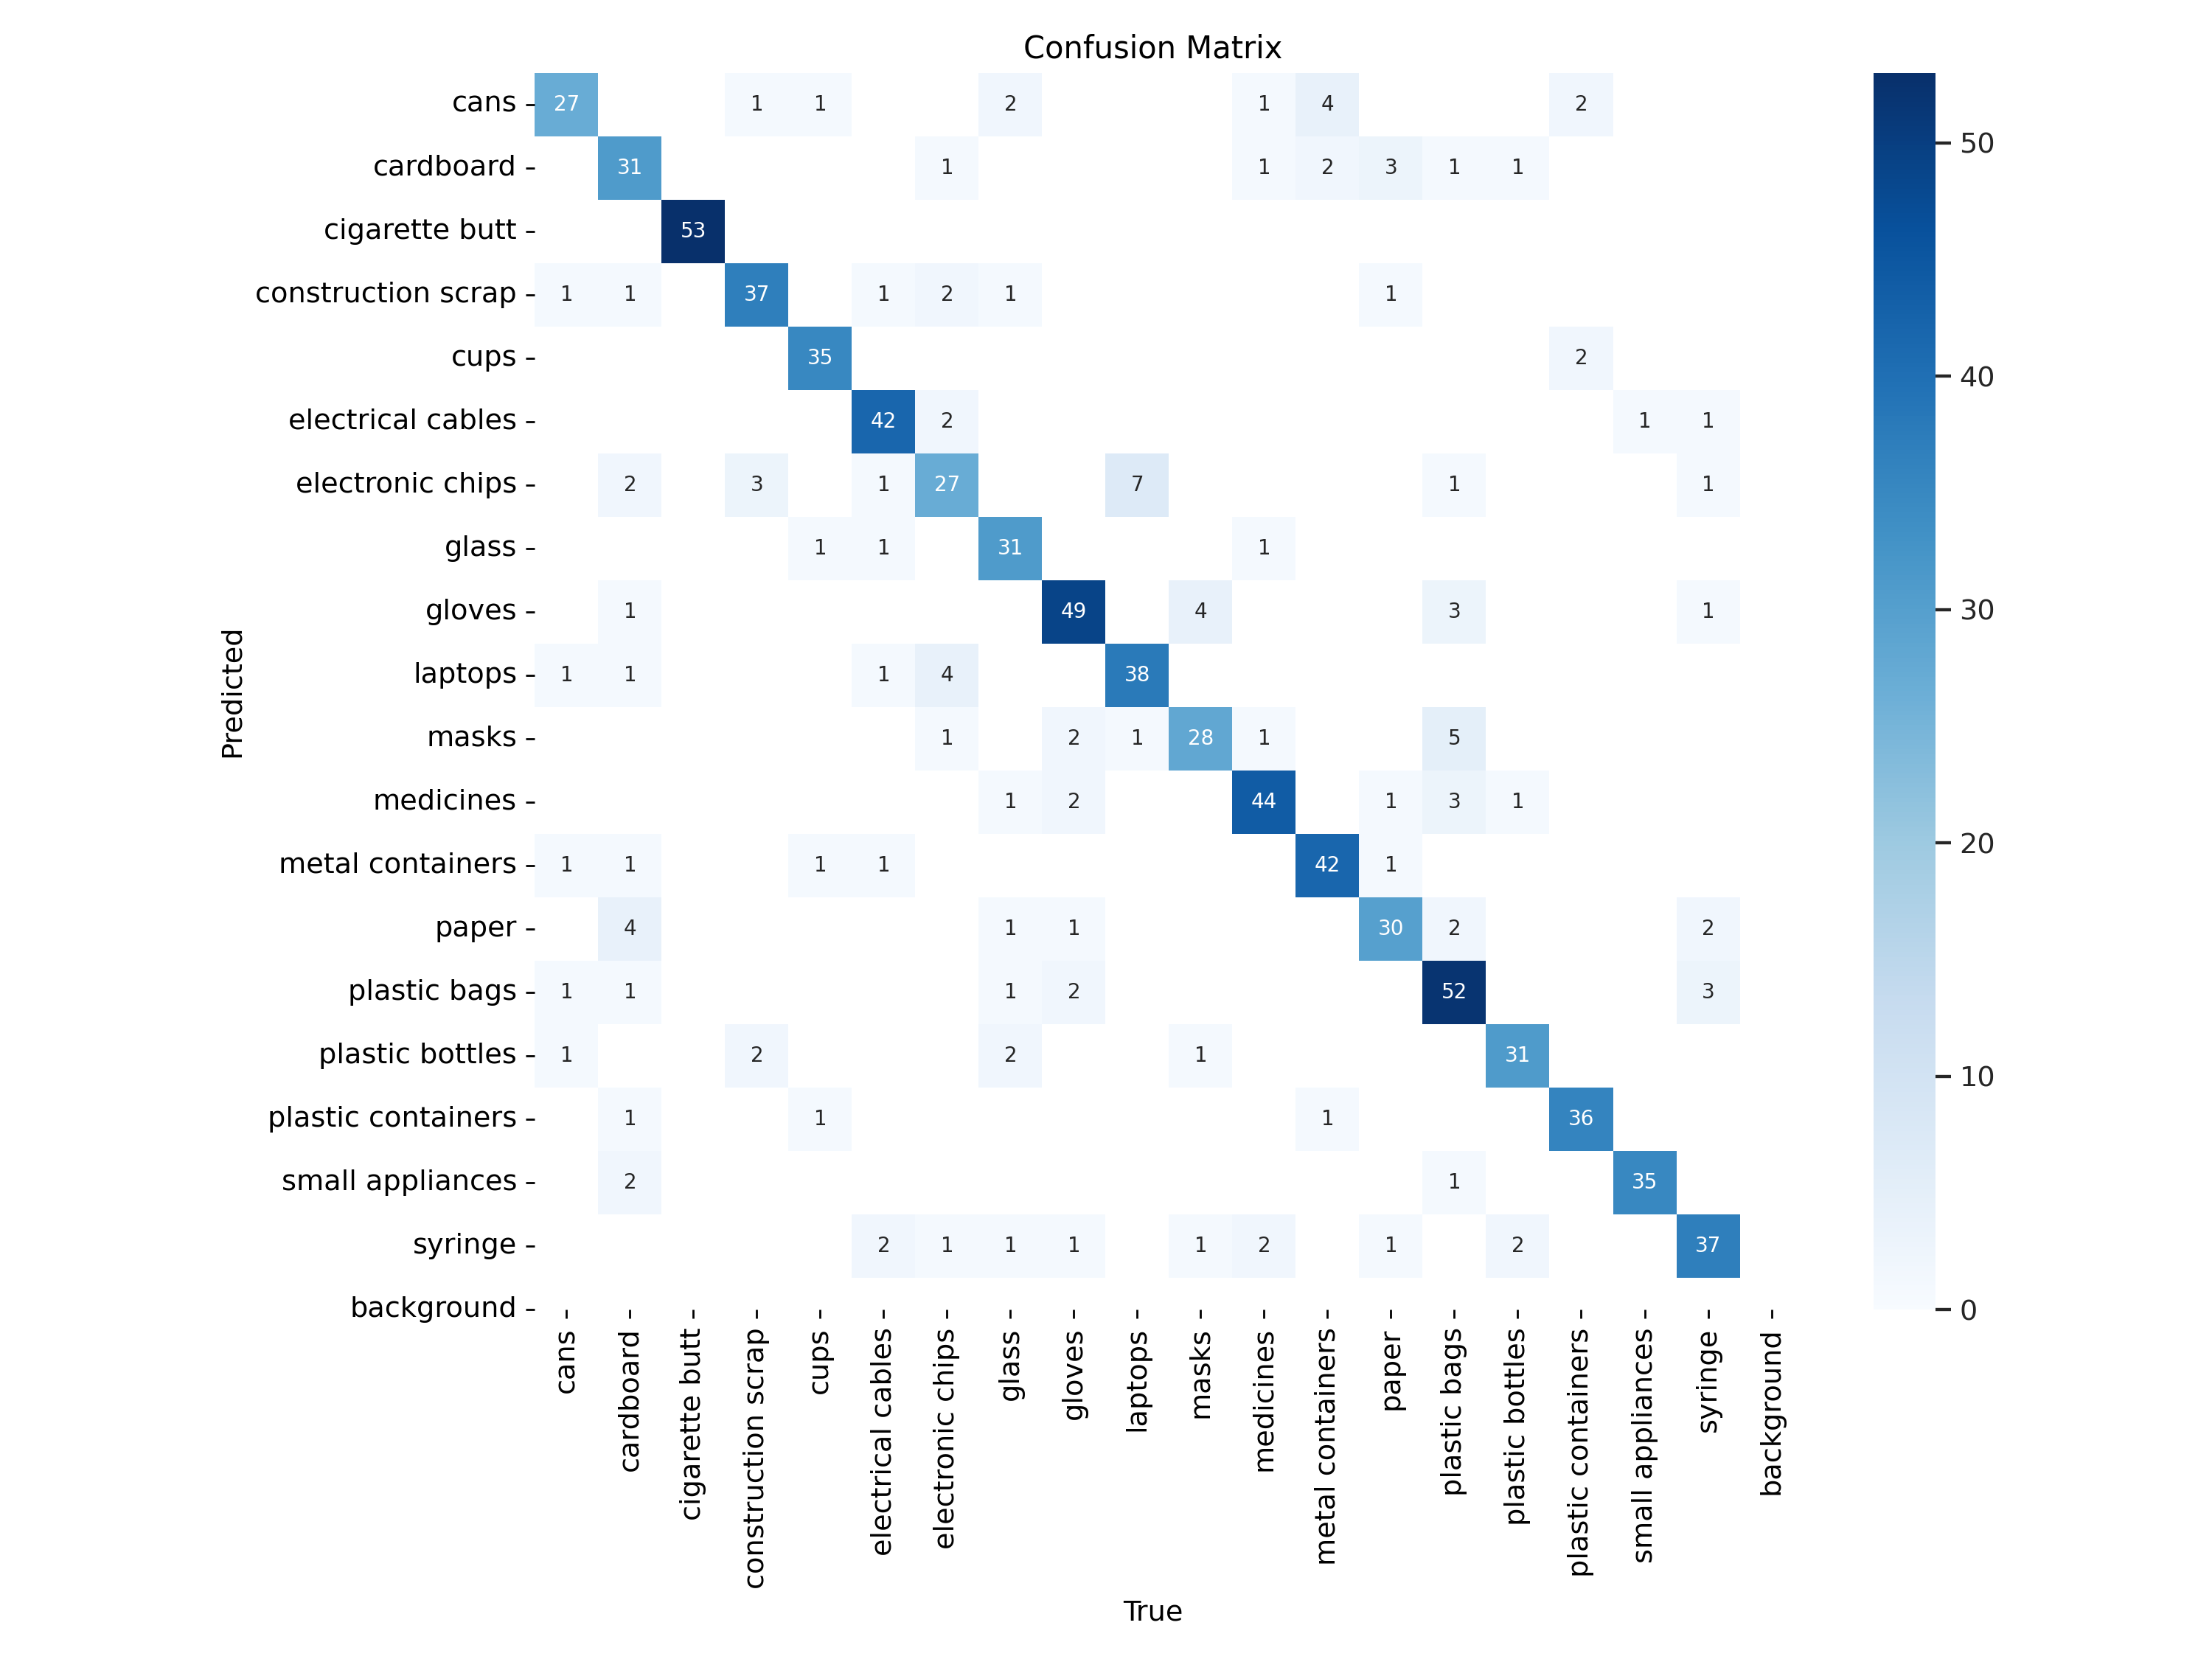 Confusion Matrix
cans 27 1 1 2 1 4 2
cardboard 31 1 1 2 3 1 1
cigarette butt 53
construction scrap 1 1 37 1 2 1 1
cups 35 2
electrical cables 42 2 1 1
electronic chips 2 3 1 27 7 1 1
glass 1 1 31 1
gloves 1 49 4 3 1
laptops 1 1 1 4 38
masks 1 2 1 28 1 5
medicines 1 2 44 1 3 1
metal containers 1 1 1 1 42 1
paper 4 1 1 30 2 2
plastic bags 1 1 1 2 52 3
plastic bottles 1 2 2 1 31
plastic containers 1 1 1 36
small appliances 2 1 35
syringe 2 1 1 1 1 2 1 2 37
background
Predicted
cans
cardboard
cigarette butt
construction scrap
cups
electrical cables
electronic chips
glass
gloves
laptops
masks
medicines
metal containers
paper
plastic bags
plastic bottles
plastic containers
small appliances
syringe
background
True
50
40
30
20
10
0